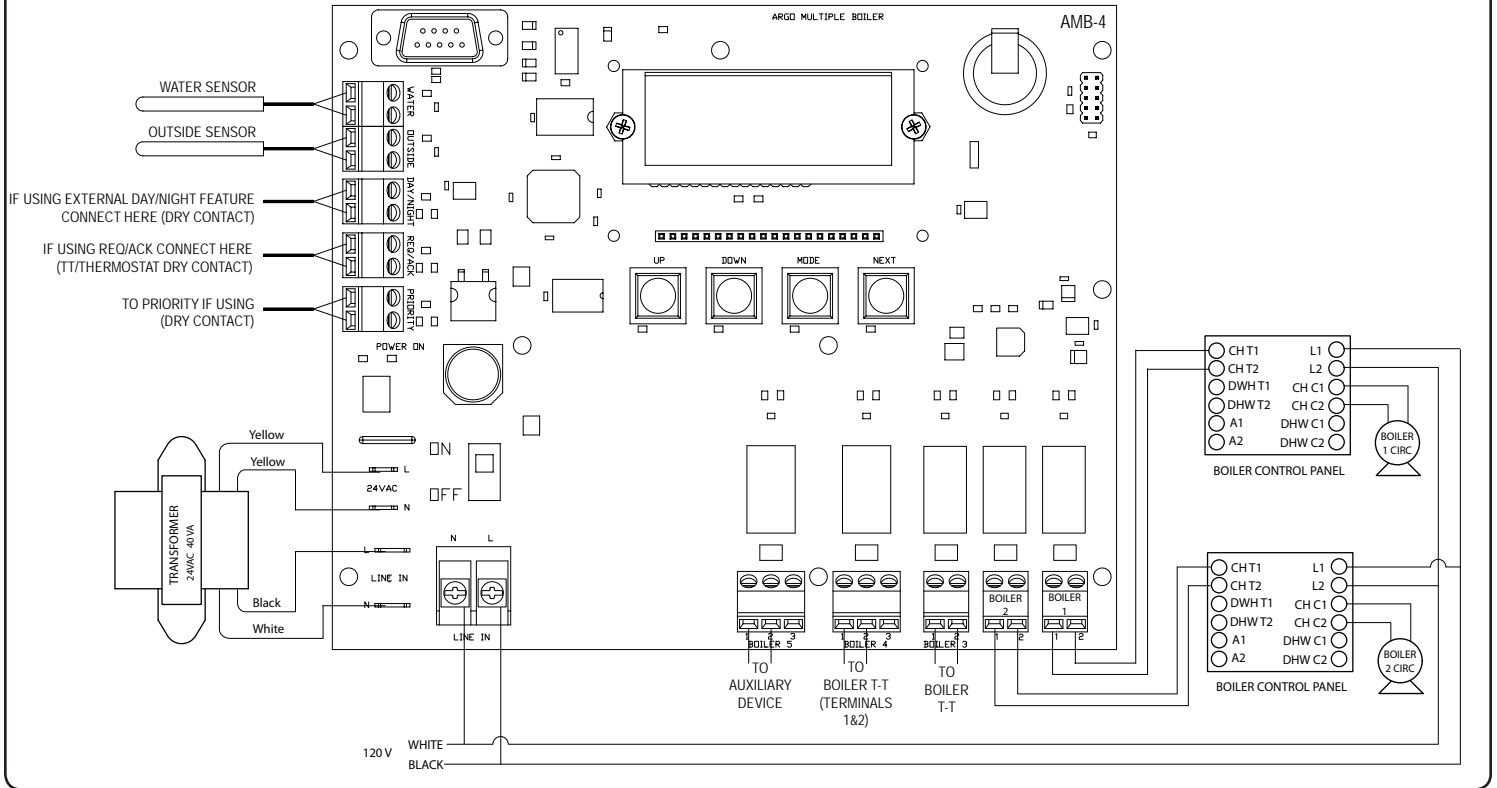 ARGO MULTIPLE BOILER
AMB-4
WATER SENSOR
WATER
OUTSIDE SENSOR
OUTSIDE
IF USING EXTERNAL DAY/NIGHT FEATURE
CONNECT HERE (DRY CONTACT)
DAY/NIGHT
IF USING REQ/ACK CONNECT HERE
(TT/THERMOSTAT DRY CONTACT)
REQ/ACK
TO PRIORITY IF USING
(DRY CONTACT)
PRIORITY
UP
DOWN
MODE
NEXT
POWER ON
Yellow
Yellow
L
24VAC
N
ON
OFF
TRANSFORMER
24VAC 40 VA
L
LINE IN
N
Black
White
N L
LINE IN
1 2 3
BOILER 5
1 2 3
BOILER 4
1 2
BOILER 3
BOILER
2
1 2
BOILER
1
1 2
TO
AUXILIARY
DEVICE
TO
BOILER T-T
(TERMINALS
1&2)
TO
BOILER
T-T
CH T1 L1
CH T2 L2
DWH T1 CH C1
DHW T2 CH C2
A1 DHW C1
A2 DHW C2
BOILER
1 CIRC
BOILER CONTROL PANEL
CH T1 L1
CH T2 L2
DWH T1 CH C1
DHW T2 CH C2
A1 DHW C1
A2 DHW C2
BOILER
2 CIRC
BOILER CONTROL PANEL
120 V
WHITE
BLACK